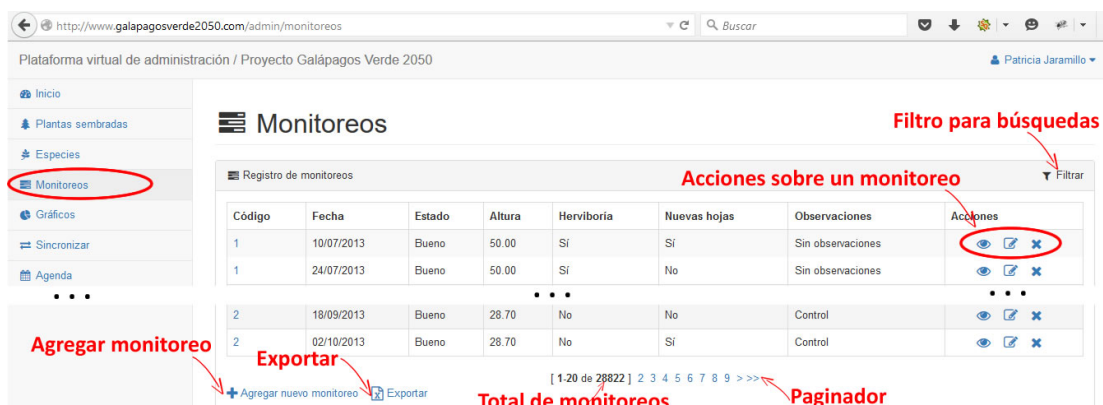 http://www.galapagosverde2050.com/admin/monitoreos
Buscar
Plataforma virtual de administración / Proyecto Galápagos Verde 2050
Patricia Jaramillo
Inicio
Plantas sembradas
Especies
Monitoreos
Gráficos
Sincronizar
Agenda
. . .
Monitoreos
Filtro para búsquedas
Registro de monitoreos
Filtrar
Acciones sobre un monitoreo
Código Fecha Estado Altura Herviboría Nuevas hojas Observaciones Acciones
1 10/07/2013 Bueno 50.00 Sí Sí Sin observaciones
1 24/07/2013 Bueno 50.00 Sí No Sin observaciones
. . . . . .
2 18/09/2013 Bueno 28.70 No No Control
2 02/10/2013 Bueno 28.70 No Sí Control
Agregar monitoreo
Exportar
[ 1-20 de 28822 ] 2 3 4 5 6 7 8 9 > >>
Agregar nuevo monitoreo Exportar
Total de monitoreos
Paginador